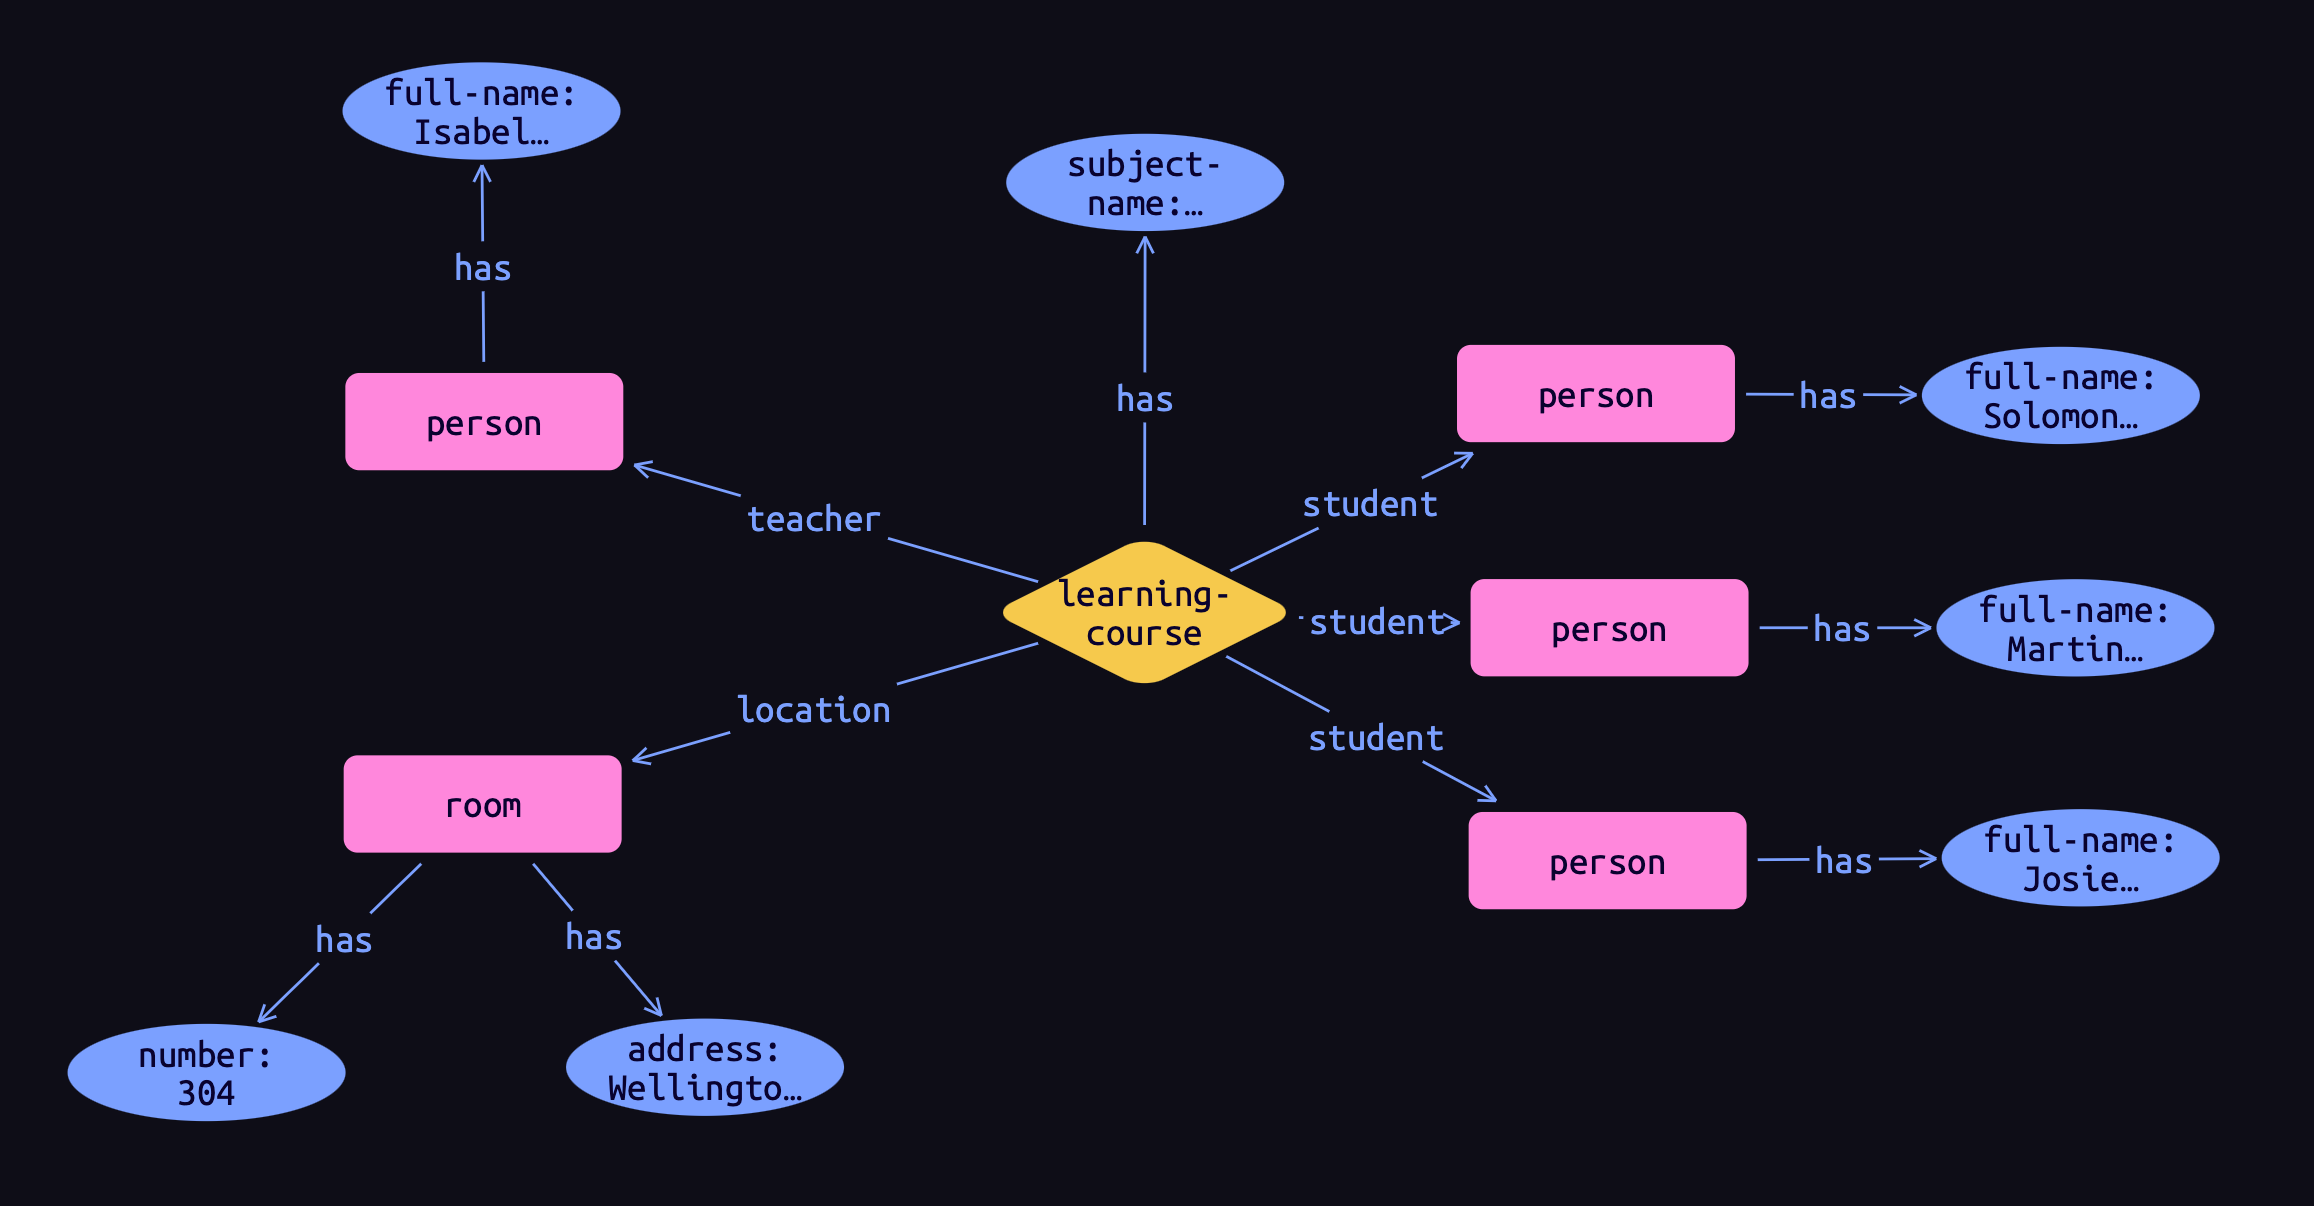 full-name:
Isabel…
has
person
teacher
subject-
name:…
has
learning-
course
student
person
has
full-name:
Solomon…
student
person
has
full-name:
Martin…
student
person
has
full-name:
Josie…
location
room
has
has
number:
304
address:
Wellingto…